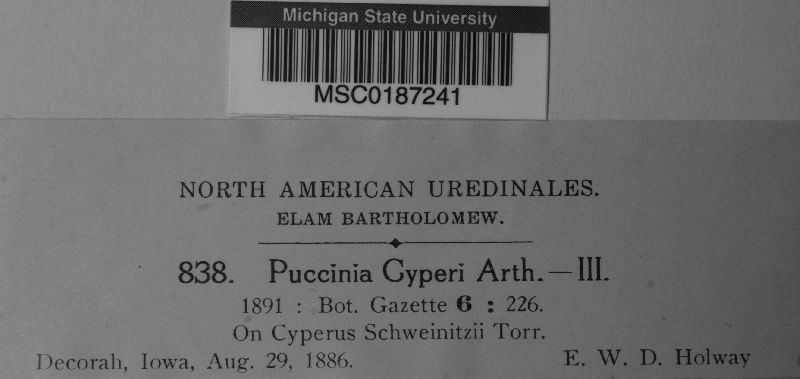 Michigan State University
MSC0187241
NORTH AMERICAN UREDINALES.
ELAM BARTHOLOMEW.
838. Puccinia Cyperi Arth.—III.
1891 : Bot. Gazette 6 : 226.
On Cyperus Schweinitzii Torr.
Decorah, Iowa, Aug. 29, 1886. E. W. D. Holway